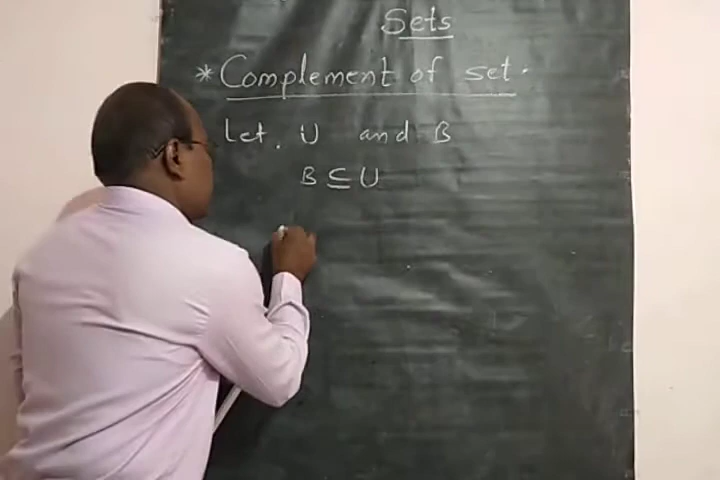 Sets
* Complement of set.
Let. U and B
B ⊆ U